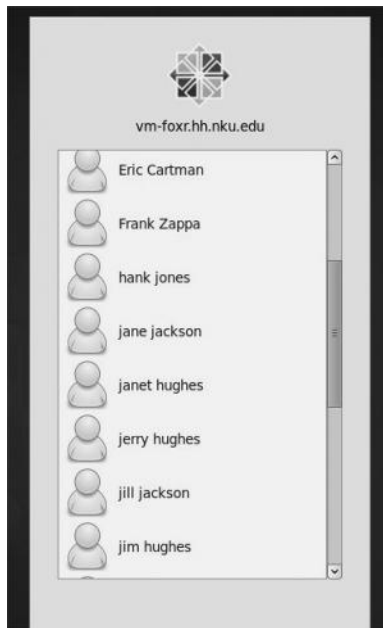 vm-foxr.hh.nku.edu
Eric Cartman
Frank Zappa
hank jones
jane jackson
janet hughes
jerry hughes
jill jackson
jim hughes